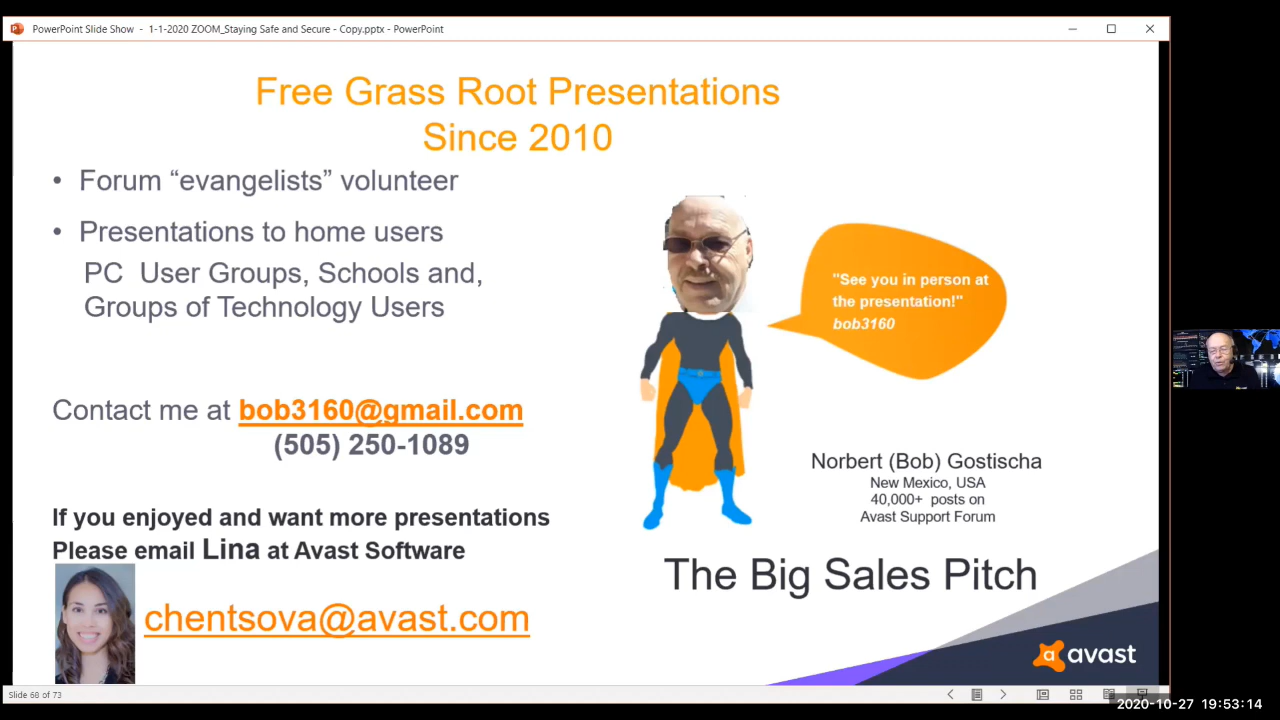 PowerPoint Slide Show - 1-1-2020 ZOOM_Staying Safe and Secure - Copy.pptx - PowerPoint
Free Grass Root Presentations
Since 2010
• Forum “evangelists” volunteer
• Presentations to home users
PC User Groups, Schools and,
Groups of Technology Users
"See you in person at
the presentation!"
bob3160
Contact me at bob3160@gmail.com
(505) 250-1089
Norbert (Bob) Gostischa
New Mexico, USA
40,000+ posts on
Avast Support Forum
If you enjoyed and want more presentations
Please email Lina at Avast Software
chentsova@avast.com
The Big Sales Pitch
a avast
Slide 68 of 73
2020-10-27 19:53:14